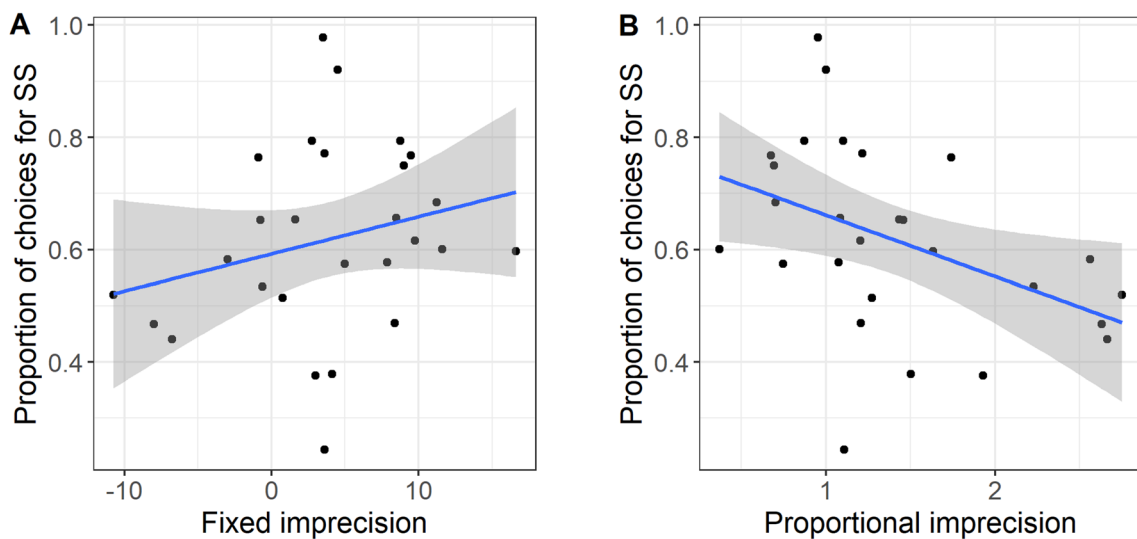 A
Proportion of choices for SS
1.0
0.8
0.6
0.4
-10 0 10
Fixed imprecision
B
Proportion of choices for SS
1.0
0.8
0.6
0.4
1 2
Proportional imprecision